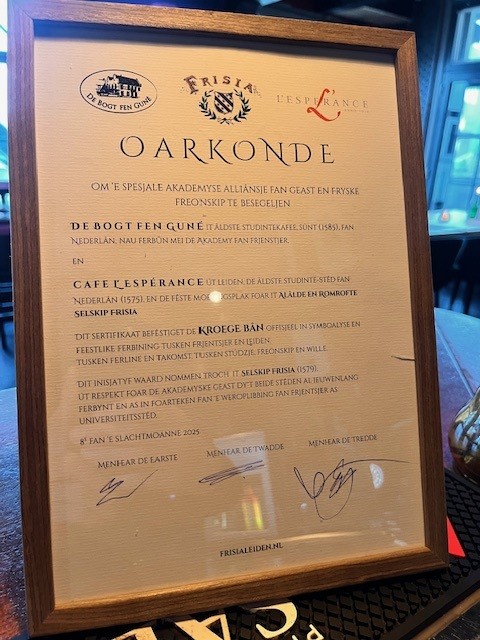 DE BOGT FEN GUNE
FRISIA
L'ESPÉRANCE
OARKONDE
OM 'E SPESJALE AKADEMYSE ALLIÂNSJE FAN GEAST EN FRYSKE
FREONSKIP TE BESEGELJEN
DE BOGT FEN GUNÉ IT ÂLDSTE STUDINTEKAFEE, SÛNT (1585), FAN
NEDERLÂN, NAU FERBÛN MEI DE AKADEMY FAN FRJENSTJER.
EN
CAFE L'ESPÉRANCE ÚT LEIDEN, DE ÂLDSTE STUDINTE-STÊD FAN
NEDERLÂN (1575), EN DE FÊSTE PLAK FOAR IT ALÂLDE EN ROMROFTE
SELSKIP FRISIA
DIT SERTIFIKAAT BEFÊSTIGET DE KROEGE BÂN OFFISJEEL IN SYMBOALYSE EN
FEESTLIKE FERBINING TUSKEN FRJENTSJER EN LEIDEN,
TUSKEN FERLINE EN TAKOMST, TUSKEN STÚDZJE, FREONSKIP EN WILLE.
DIT INISJATYF WAARD NOMMEN TROCH IT SELSKIP FRISIA (1579),
ÚT RESPEKT FOAR DE AKADEMYSKE GEAST DY'T BEIDE STÊDEN AL IEUWENLANG
FERBYNT EN AS IN FOARTEKEN FAN 'E WEROPLIBBING FAN FRJENTSJER AS
UNIVERSITEITSSTÊD.
8E FAN 'E SLACHTMOANNE 2025
MENHEAR DE EARSTE
MENHEAR DE TWADDE
MENHEAR DE TREDDE
FRISIALEIDEN.NL